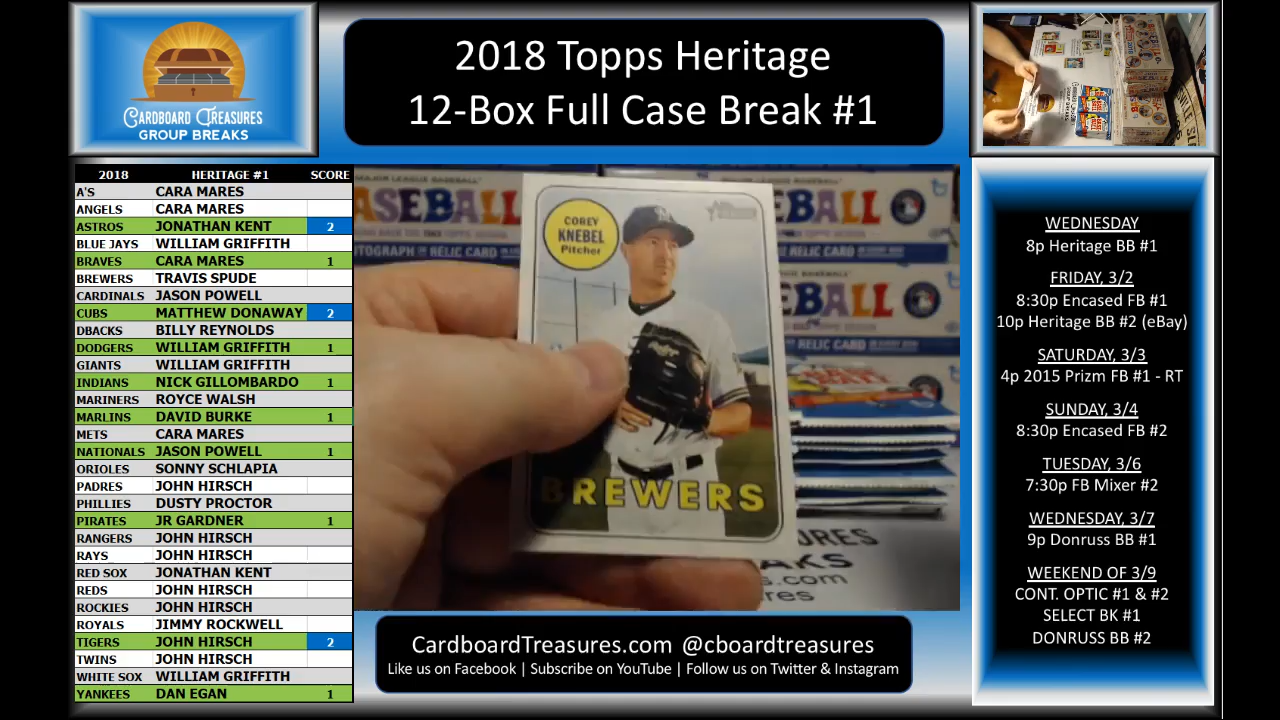 CARDBOARD TREASURES
GROUP BREAKS
2018 Topps Heritage
12-Box Full Case Break #1
2018 HERITAGE #1 SCORE
A'S CARA MARES
ANGELS CARA MARES
ASTROS JONATHAN KENT 2
BLUE JAYS WILLIAM GRIFFITH
BRAVES CARA MARES 1
BREWERS TRAVIS SPUDE
CARDINALS JASON POWELL
CUBS MATTHEW DONAWAY 2
DBACKS BILLY REYNOLDS
DODGERS WILLIAM GRIFFITH 1
GIANTS WILLIAM GRIFFITH
INDIANS NICK GILLOMBARDO 1
MARINERS ROYCE WALSH
MARLINS DAVID BURKE 1
METS CARA MARES
NATIONALS JASON POWELL 1
ORIOLES SONNY SCHLAPIA
PADRES JOHN HIRSCH
PHILLIES DUSTY PROCTOR
PIRATES JR GARDNER 1
RANGERS JOHN HIRSCH
RAYS JOHN HIRSCH
RED SOX JONATHAN KENT
REDS JOHN HIRSCH
ROCKIES JOHN HIRSCH
ROYALS JIMMY ROCKWELL
TIGERS JOHN HIRSCH 2
TWINS JOHN HIRSCH
WHITE SOX WILLIAM GRIFFITH
YANKEES DAN EGAN 1
MAJOR LEAGUE BASEBALL
ASEBALL
BASEBALL
COREY
KNEBEL
Pitcher
BREWERS
WEDNESDAY
8p Heritage BB #1
FRIDAY, 3/2
8:30p Encased FB #1
10p Heritage BB #2 (eBay)
SATURDAY, 3/3
4p 2015 Prizm FB #1 - RT
SUNDAY, 3/4
8:30p Encased FB #2
TUESDAY, 3/6
7:30p FB Mixer #2
WEDNESDAY, 3/7
9p Donruss BB #1
WEEKEND OF 3/9
CONT. OPTIC #1 & #2
SELECT BK #1
DONRUSS BB #2
CardboardTreasures.com @cboardtreasures
Like us on Facebook | Subscribe on YouTube | Follow us on Twitter & Instagram